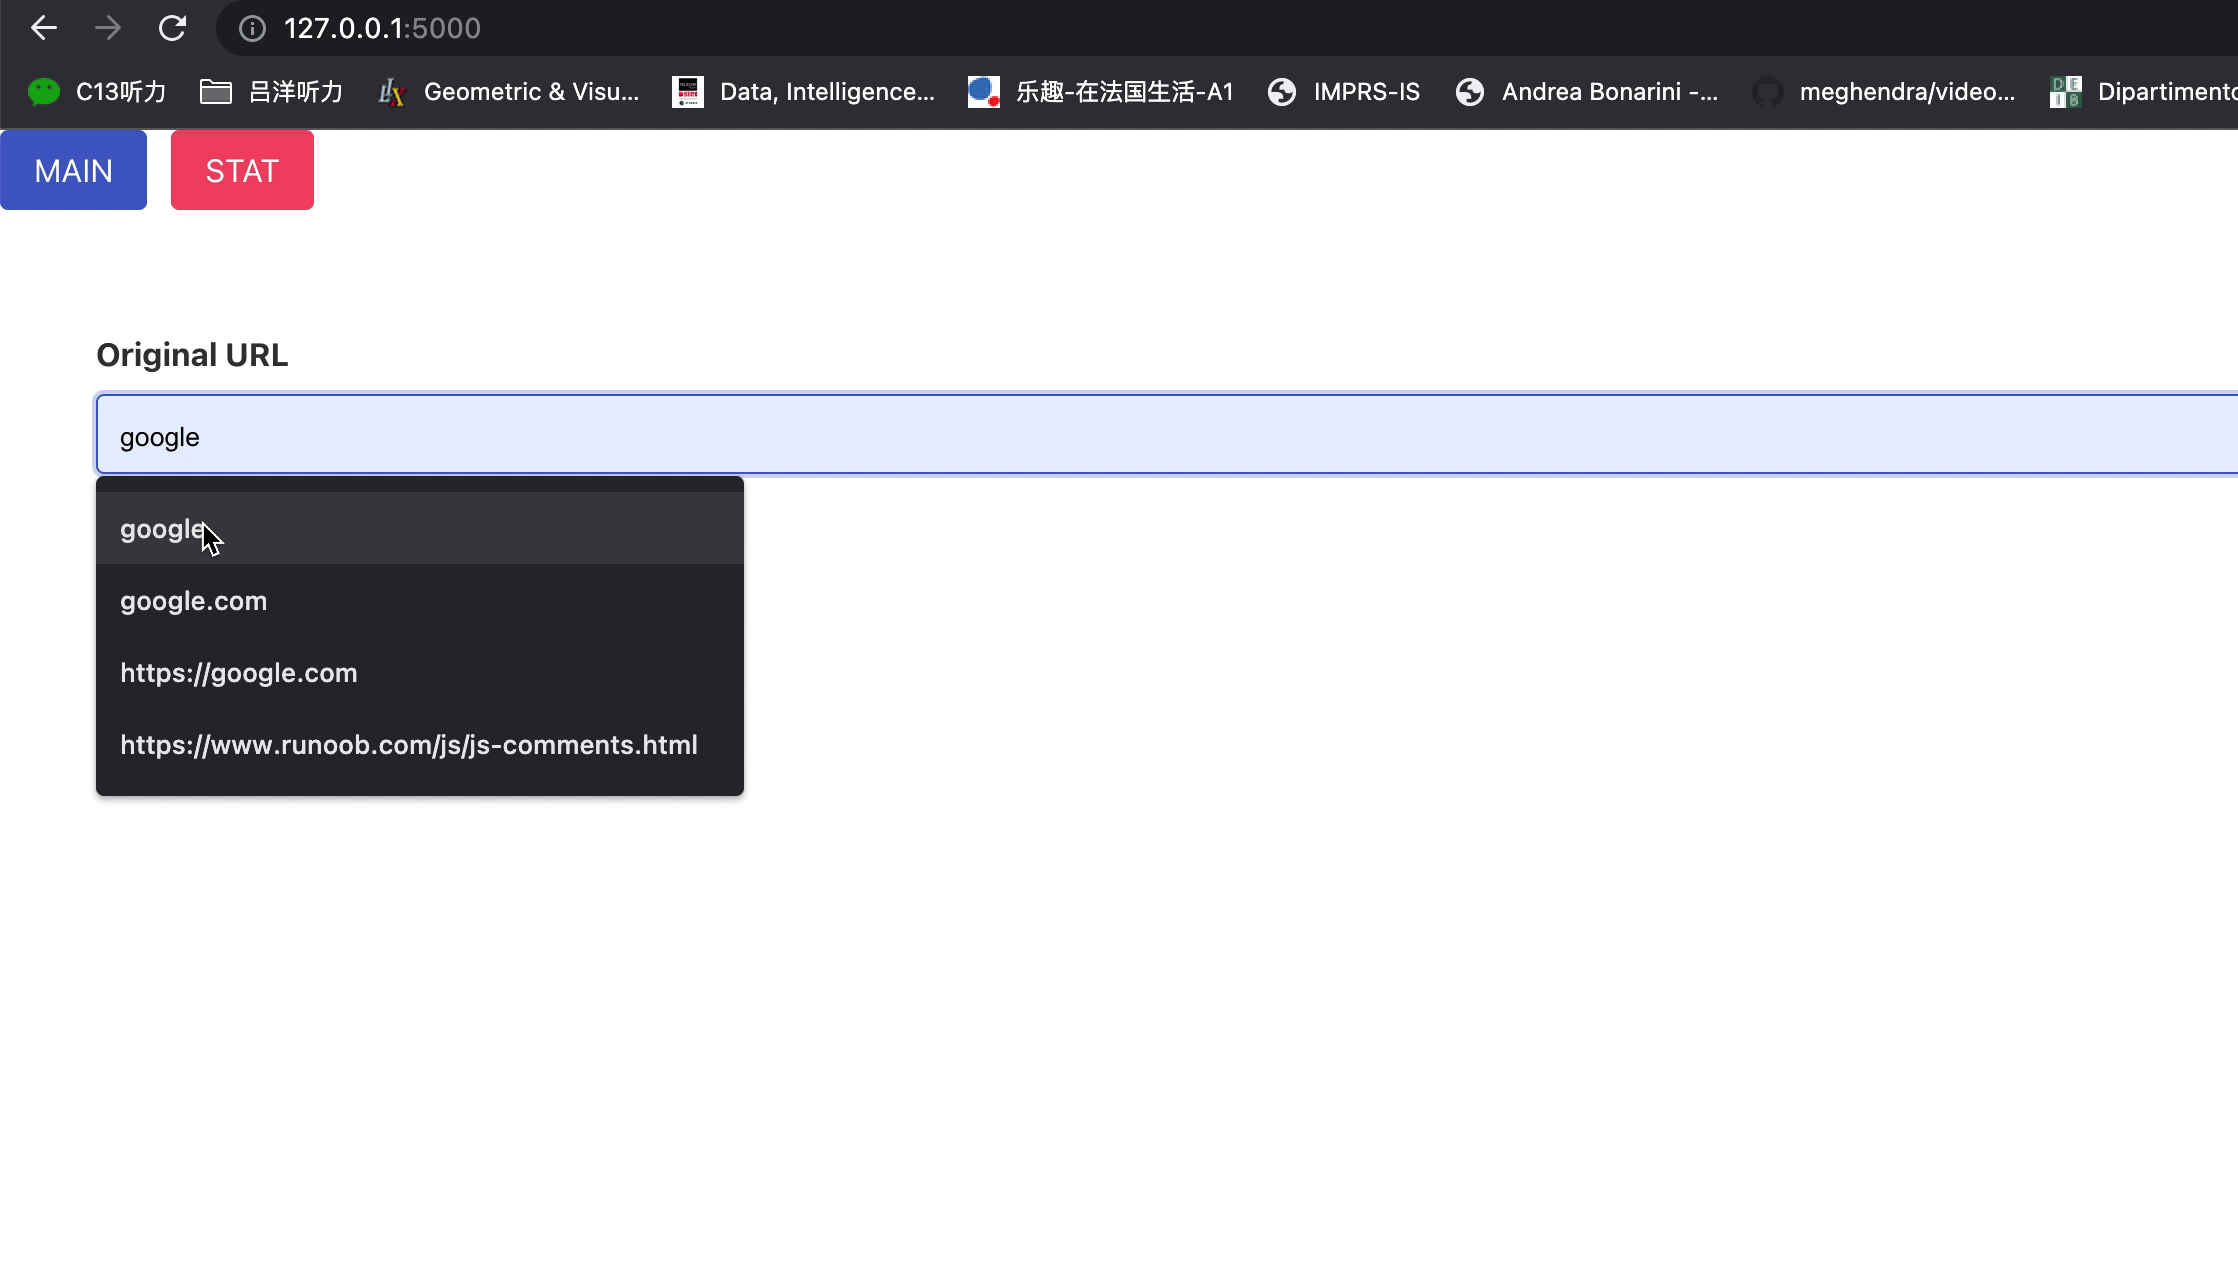 127.0.0.1:5000
C13听力 吕洋听力 Geometric & Visu... Data, Intelligence... 乐趣-在法国生活-A1 IMPRS-IS Andrea Bonarini -... meghendra/video... Dipartimento
MAIN STAT
Original URL
google
google
google.com
https://google.com
https://www.runoob.com/js/js-comments.html